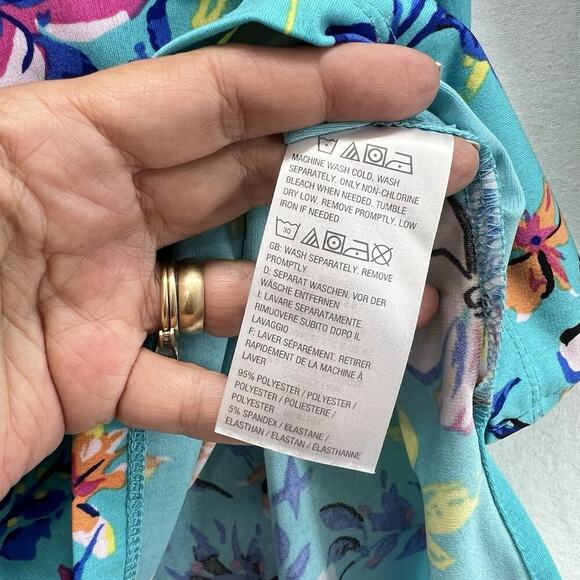 MACHINE WASH COLD. WASH
SEPARATELY. ONLY NON-CHLORINE
BLEACH WHEN NEEDED. TUMBLE
DRY LOW. REMOVE PROMPTLY. LOW
IRON IF NEEDED
30
GB: WASH SEPARATELY. REMOVE
PROMPTLY
D: SEPARAT WASCHEN. VOR DER
WÄSCHE ENTFERNEN
I: LAVARE SEPARATAMENTE.
RIMUOVERE SUBITO DOPO IL
LAVAGGIO
F: LAVER SÉPARÉMENT. RETIRER
RAPIDEMENT DE LA MACHINE À
LAVER
95% POLYESTER / POLYESTER /
POLYESTER / POLIESTERE /
POLYESTER
5% SPANDEX / ELASTANE /
ELASTHAN / ELASTAN / ÉLASTHANNE